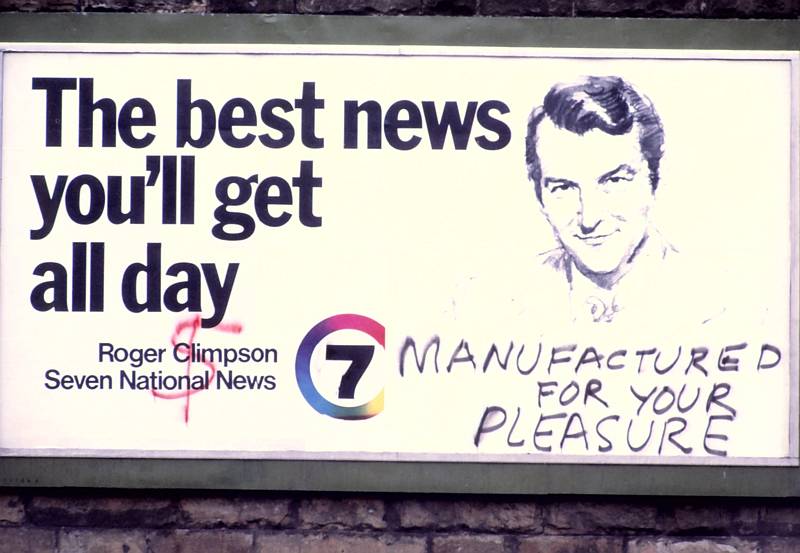 The best news
you'll get
all day
Roger Climpson
Seven National News
$
7
MANUFACTURED
FOR YOUR
PLEASURE